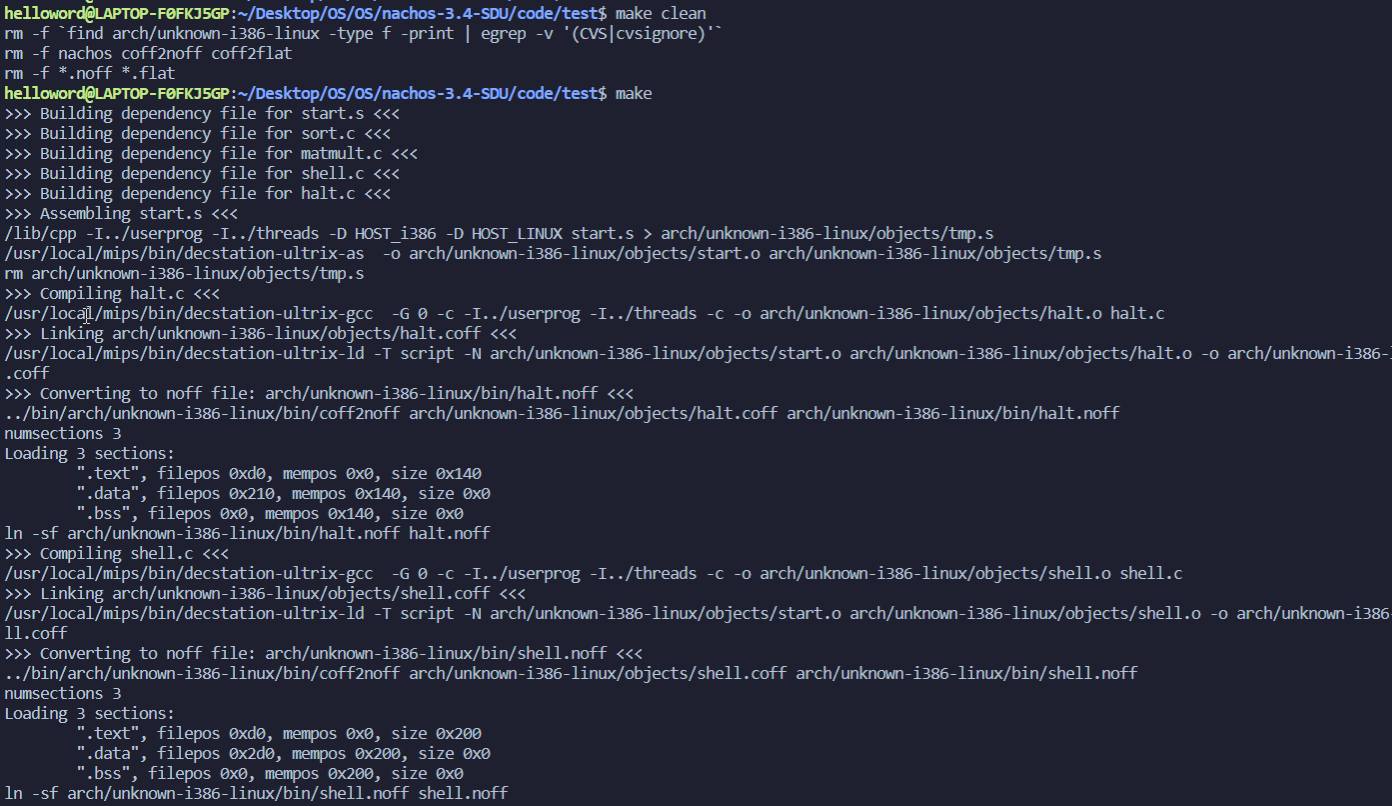 helloword@LAPTOP-F0FKJ5GP:~/Desktop/OS/OS/nachos-3.4-SDU/code/test$ make clean
rm -f `find arch/unknown-i386-linux -type f -print | egrep -v '(CVS|cvsignore)'`
rm -f nachos coff2noff coff2flat
rm -f *.noff *.flat
helloword@LAPTOP-F0FKJ5GP:~/Desktop/OS/OS/nachos-3.4-SDU/code/test$ make
>>> Building dependency file for start.s <<<
>>> Building dependency file for sort.c <<<
>>> Building dependency file for matmult.c <<<
>>> Building dependency file for shell.c <<<
>>> Building dependency file for halt.c <<<
>>> Assembling start.s <<<
/lib/cpp -I../userprog -I../threads -D HOST_i386 -D HOST_LINUX start.s > arch/unknown-i386-linux/objects/tmp.s
/usr/local/mips/bin/decstation-ultrix-as  -o arch/unknown-i386-linux/objects/start.o arch/unknown-i386-linux/objects/tmp.s
rm arch/unknown-i386-linux/objects/tmp.s
>>> Compiling halt.c <<<
/usr/local/mips/bin/decstation-ultrix-gcc  -G 0 -c -I../userprog -I../threads -c -o arch/unknown-i386-linux/objects/halt.o halt.c
>>> Linking arch/unknown-i386-linux/objects/halt.coff <<<
/usr/local/mips/bin/decstation-ultrix-ld -T script -N arch/unknown-i386-linux/objects/start.o arch/unknown-i386-linux/objects/halt.o -o arch/unknown-i386-
.coff
>>> Converting to noff file: arch/unknown-i386-linux/bin/halt.noff <<<
../bin/arch/unknown-i386-linux/bin/coff2noff arch/unknown-i386-linux/objects/halt.coff arch/unknown-i386-linux/bin/halt.noff
numsections 3
Loading 3 sections:
        ".text", filepos 0xd0, mempos 0x0, size 0x140
        ".data", filepos 0x210, mempos 0x140, size 0x0
        ".bss", filepos 0x0, mempos 0x140, size 0x0
ln -sf arch/unknown-i386-linux/bin/halt.noff halt.noff
>>> Compiling shell.c <<<
/usr/local/mips/bin/decstation-ultrix-gcc  -G 0 -c -I../userprog -I../threads -c -o arch/unknown-i386-linux/objects/shell.o shell.c
>>> Linking arch/unknown-i386-linux/objects/shell.coff <<<
/usr/local/mips/bin/decstation-ultrix-ld -T script -N arch/unknown-i386-linux/objects/start.o arch/unknown-i386-linux/objects/shell.o -o arch/unknown-i386-
ll.coff
>>> Converting to noff file: arch/unknown-i386-linux/bin/shell.noff <<<
../bin/arch/unknown-i386-linux/bin/coff2noff arch/unknown-i386-linux/objects/shell.coff arch/unknown-i386-linux/bin/shell.noff
numsections 3
Loading 3 sections:
        ".text", filepos 0xd0, mempos 0x0, size 0x200
        ".data", filepos 0x2d0, mempos 0x200, size 0x0
        ".bss", filepos 0x0, mempos 0x200, size 0x0
ln -sf arch/unknown-i386-linux/bin/shell.noff shell.noff